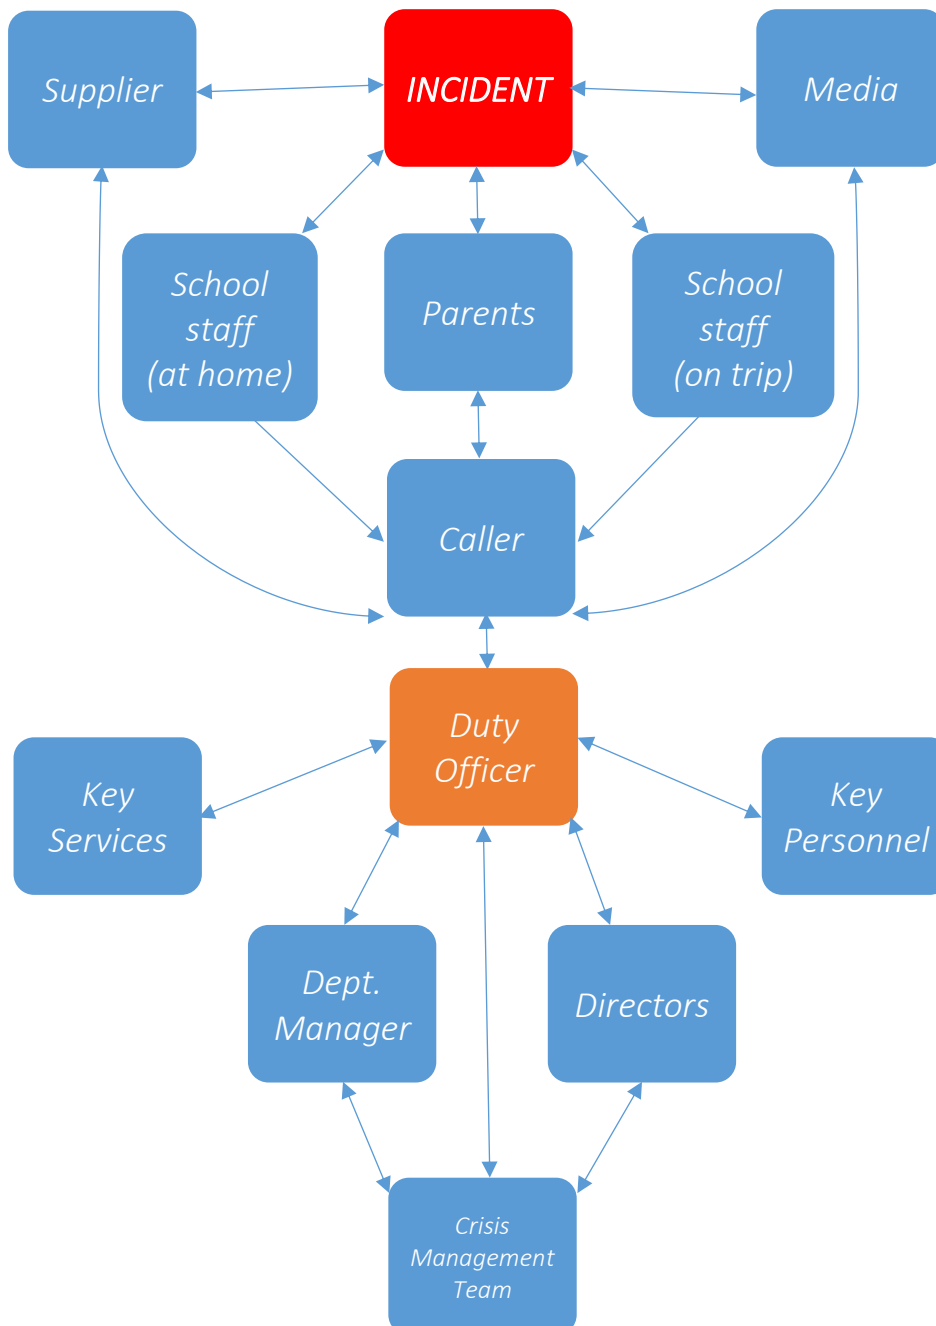 Supplier
INCIDENT
Media
School
staff
(at home)
Parents
School
staff
(on trip)
Caller
Duty
Officer
Key
Services
Key
Personnel
Dept.
Manager
Directors
Crisis
Management
Team